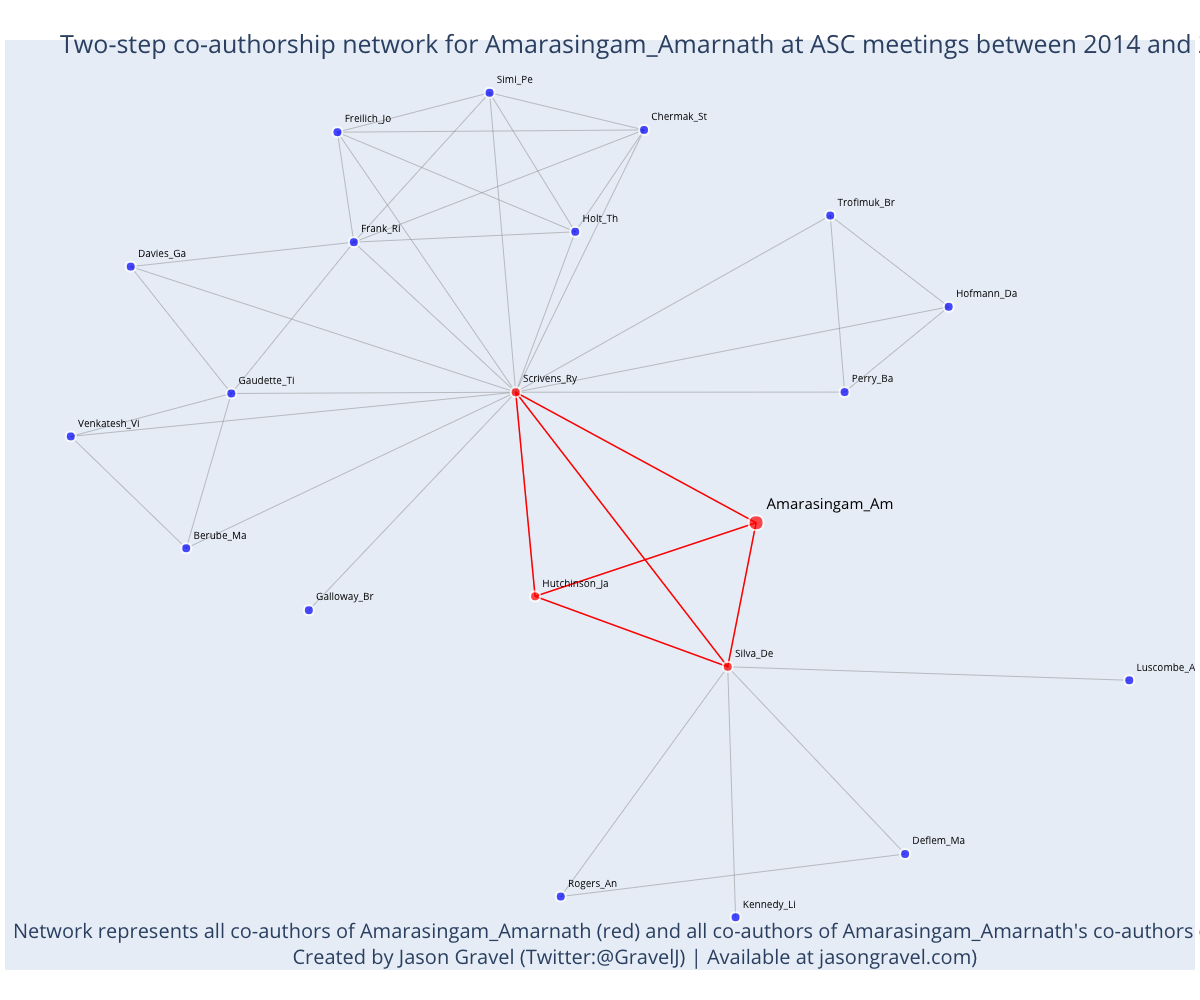 Two-step co-authorship network for Amarasingam_Amarnath at ASC meetings between 2014 and
Simi_Pe
Freilich_Jo
Chermak_St
Trofimuk_Br
Holt_Th
Frank_Ri
Davies_Ga
Hofmann_Da
Scrivens_Ry
Perry_Ba
Gaudette_Ti
Venkatesh_Vi
Amarasingam_Am
Berube_Ma
Hutchinson_Ja
Galloway_Br
Silva_De
Luscombe_A
Deflem_Ma
Rogers_An
Kennedy_Li
Network represents all co-authors of Amarasingam_Amarnath (red) and all co-authors of Amarasingam_Amarnath's co-authors
Created by Jason Gravel (Twitter:@GravelJ) | Available at jasongravel.com)